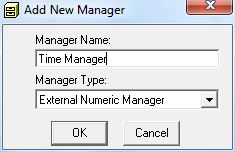 Add New Manager
Manager Name:
Time Manager
Manager Type:
External Numeric Manager
OK
Cancel